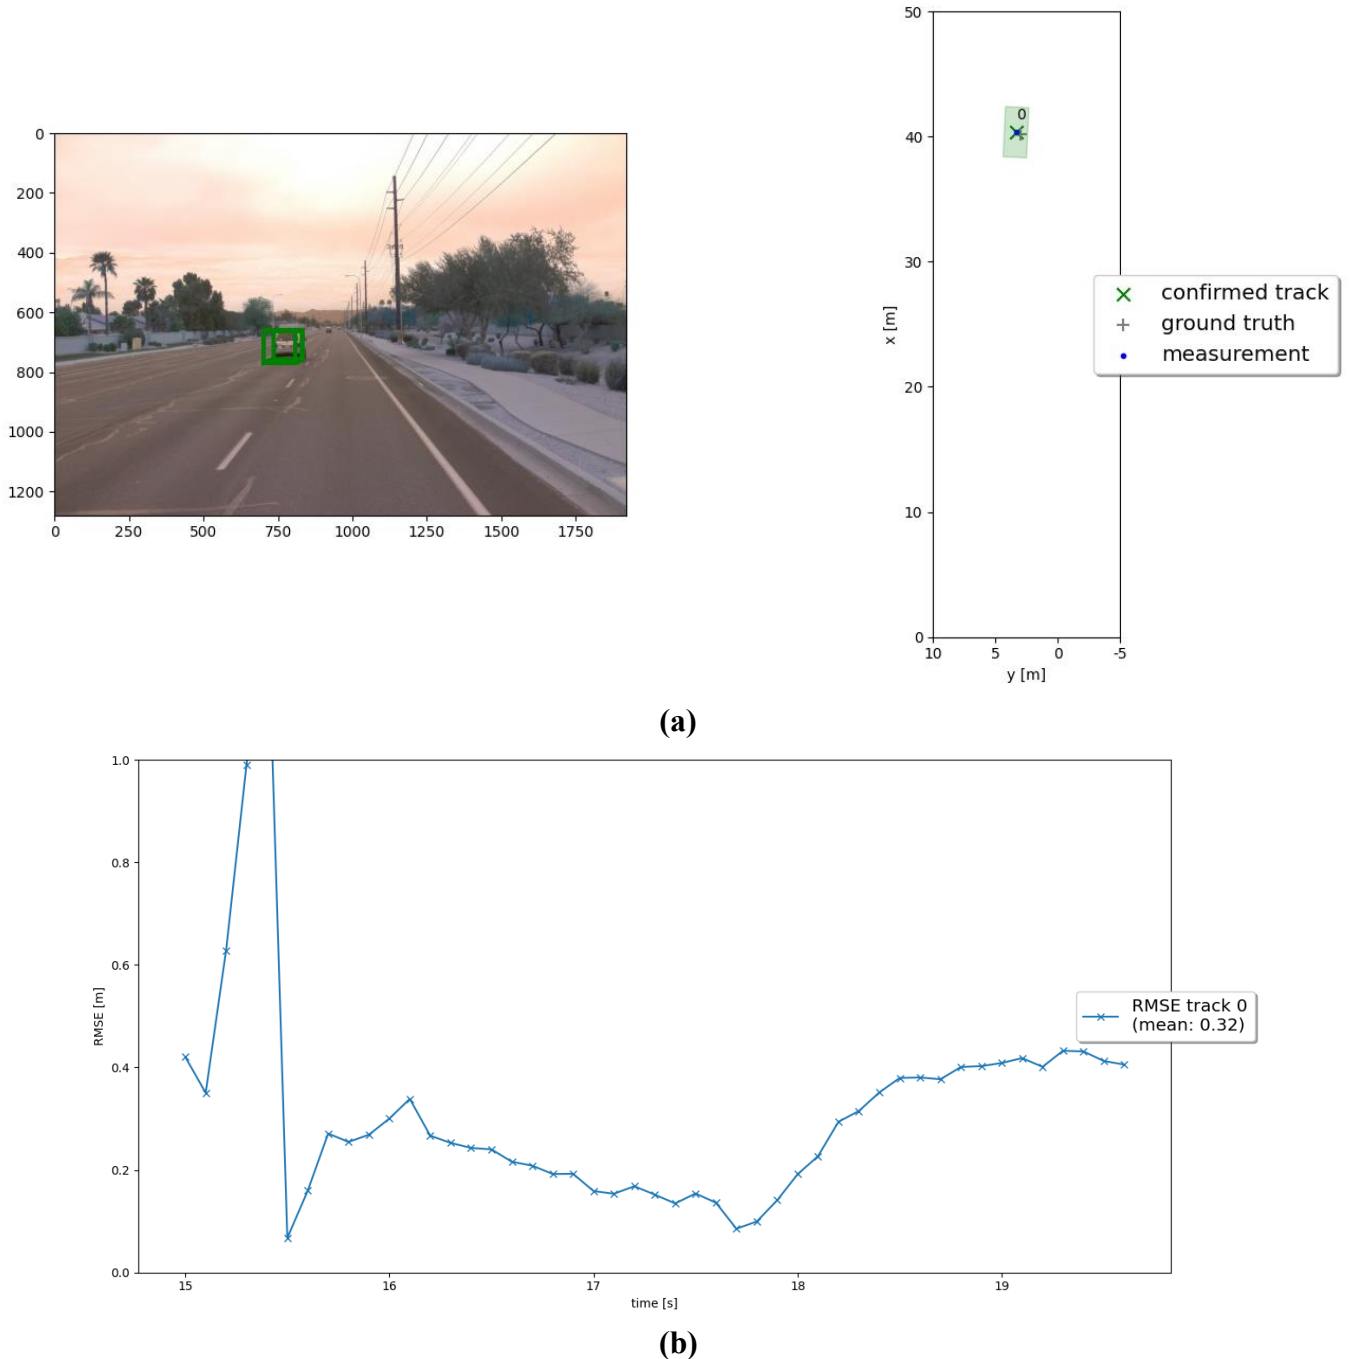 0
200
400
600
800
1000
1200
0 250 500 750 1000 1250 1500 1750
50
40
30
20
10
0
x [m]
0
10 5 0 -5
y [m]
confirmed track
ground truth
measurement
(a)
1.0
0.8
0.6
0.4
0.2
0.0
RMSE [m]
RMSE track 0
(mean: 0.32)
15 16 17 18 19
time [s]
(b)